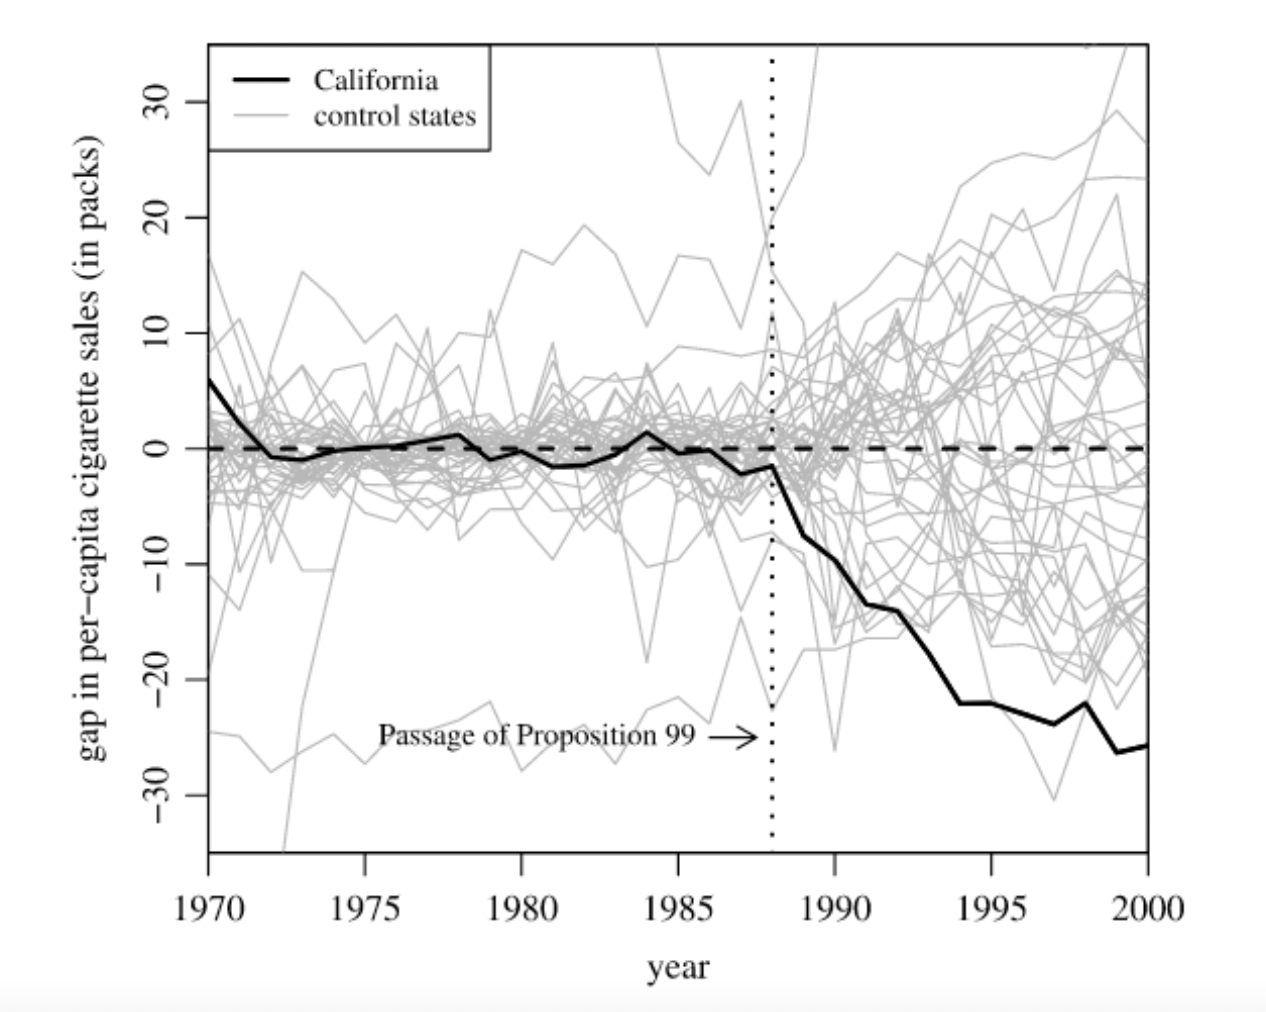 California
control states
30
20
10
0
−10
−20
−30
gap in per−capita cigarette sales (in packs)
Passage of Proposition 99
1970 1975 1980 1985 1990 1995 2000
year